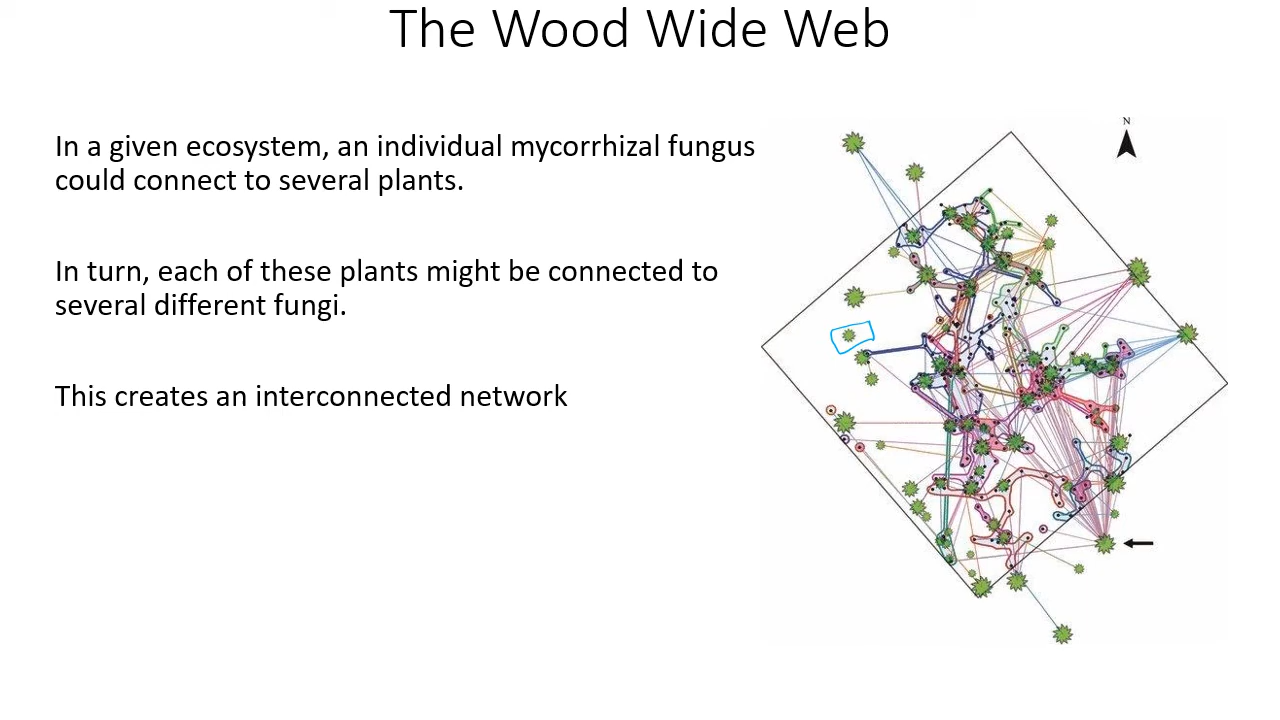 The Wood Wide Web
In a given ecosystem, an individual mycorrhizal fungus
could connect to several plants.
In turn, each of these plants might be connected to
several different fungi.
This creates an interconnected network
N